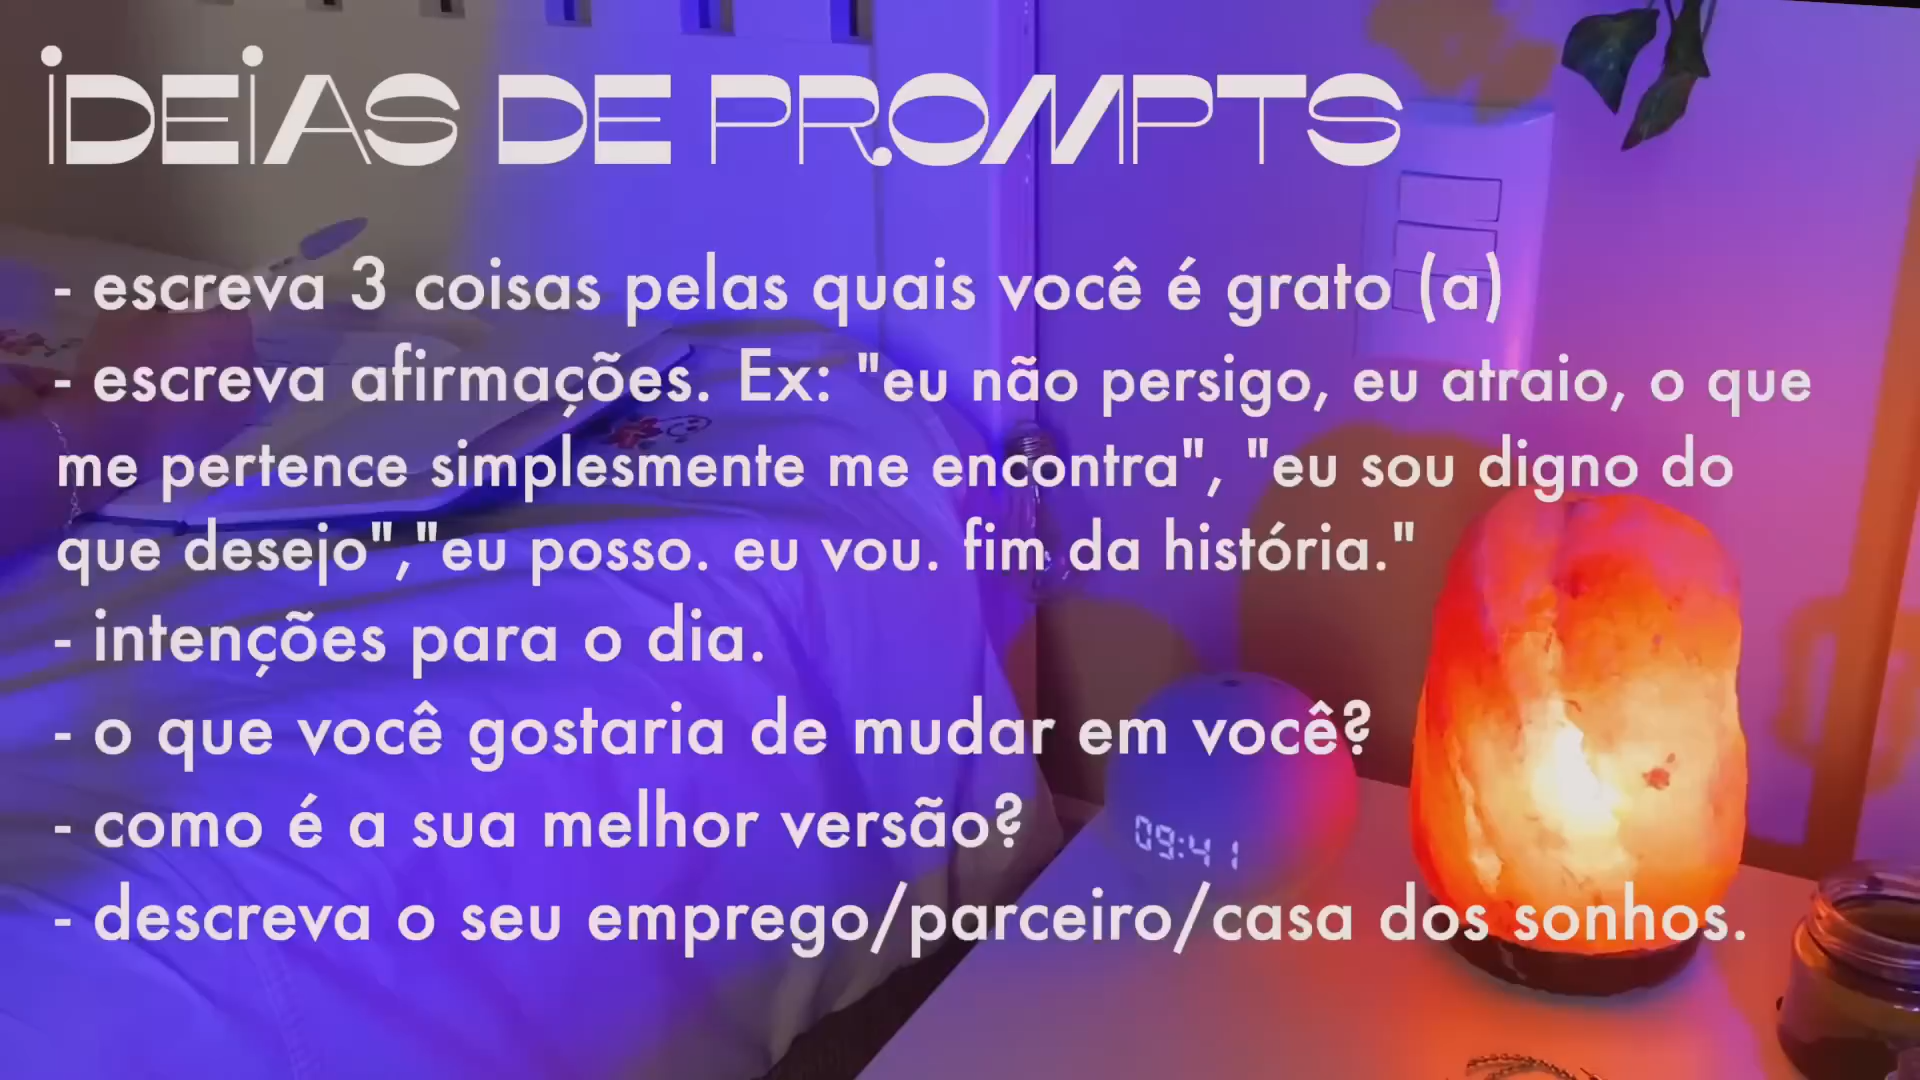 iDEiAS DE PROMPTS
- escreva 3 coisas pelas quais você é grato (a)
- escreva afirmações. Ex: "eu não persigo, eu atraio, o que
me pertence simplesmente me encontra", "eu sou digno do
que desejo","eu posso. eu vou. fim da história."
- intenções para o dia.
- o que você gostaria de mudar em você?
- como é a sua melhor versão?
09:41
- descreva o seu emprego/parceiro/casa dos sonhos.